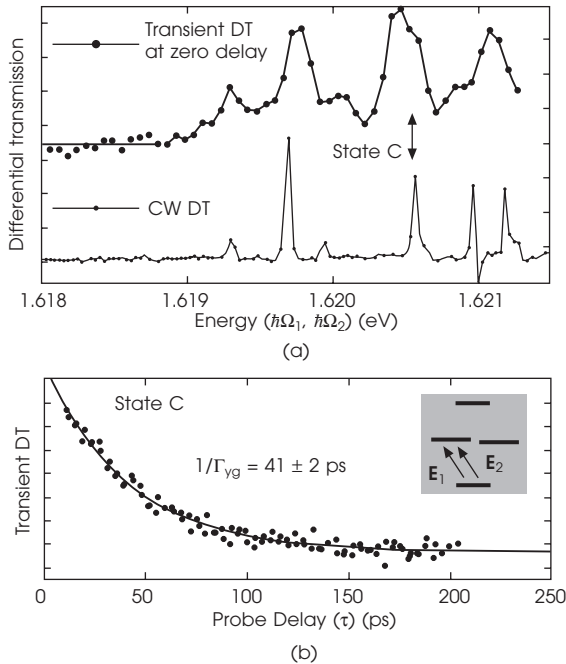 Transient DT
at zero delay
State C
CW DT
Differential transmission
1.618 1.619 1.620 1.621
Energy (ℏΩ₁, ℏΩ₂) (eV)
(a)
State C
1/Γyg = 41 ± 2 ps
E₁
E₂
Transient DT
0 50 100 150 200 250
Probe Delay (τ) (ps)
(b)